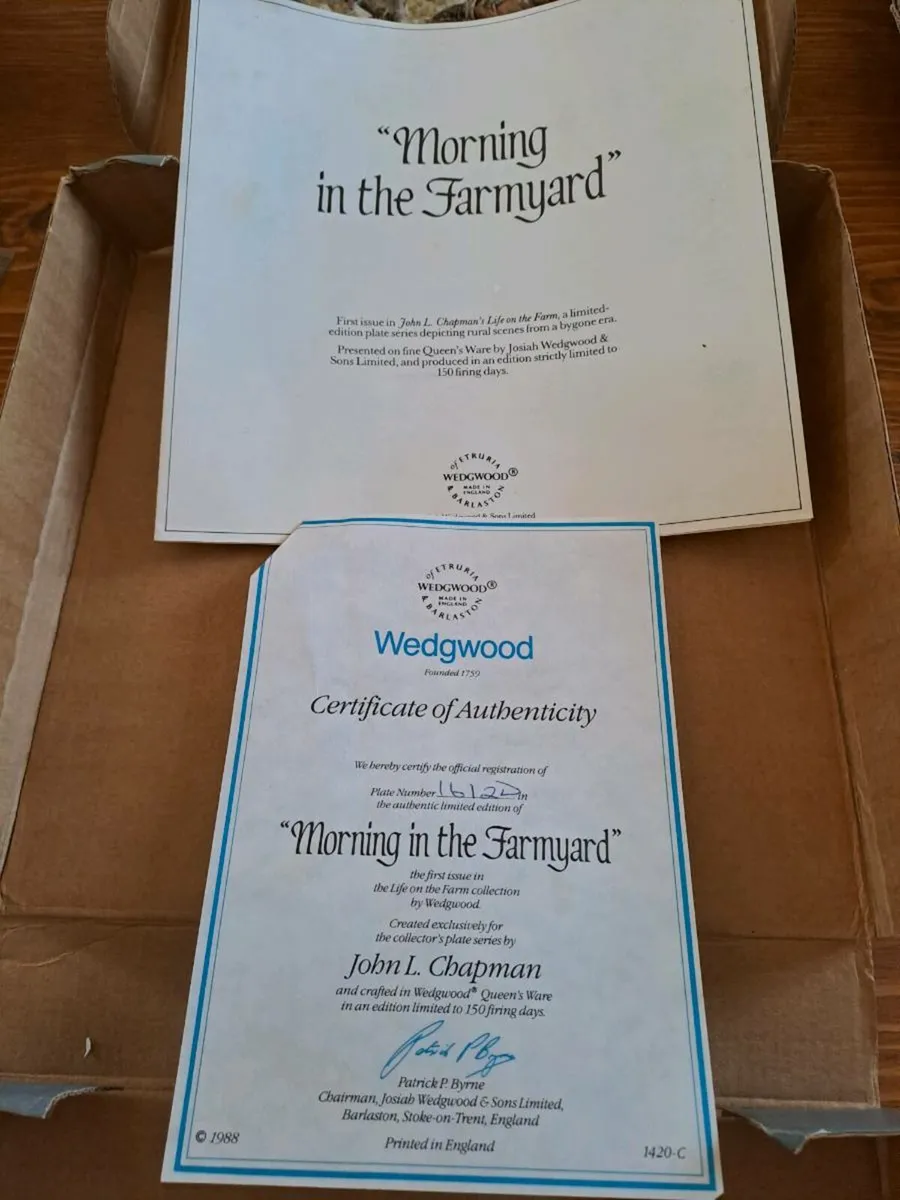 “Morning
in the Farmyard”
First issue in John L. Chapman's Life on the Farm, a limited-
edition plate series depicting rural scenes from a bygone era.
Presented on fine Queen's Ware by Josiah Wedgwood &
Sons Limited, and produced in an edition strictly limited to
150 firing days.
OF ETRURIA
WEDGWOOD®
MADE IN
ENGLAND
& BARLASTON
Wedgwood & Sons Limited
OF ETRURIA
WEDGWOOD®
MADE IN
ENGLAND
& BARLASTON
Wedgwood
Founded 1759
Certificate of Authenticity
We hereby certify the official registration of
Plate Number 1612D in
the authentic limited edition of
“Morning in the Farmyard”
the first issue in
the Life on the Farm collection
by Wedgwood.
Created exclusively for
the collector's plate series by
John L. Chapman
and crafted in Wedgwood® Queen's Ware
in an edition limited to 150 firing days.
Patrick P Byrne
Patrick P. Byrne
Chairman, Josiah Wedgwood & Sons Limited,
Barlaston, Stoke-on-Trent, England
© 1988
Printed in England
1420-C